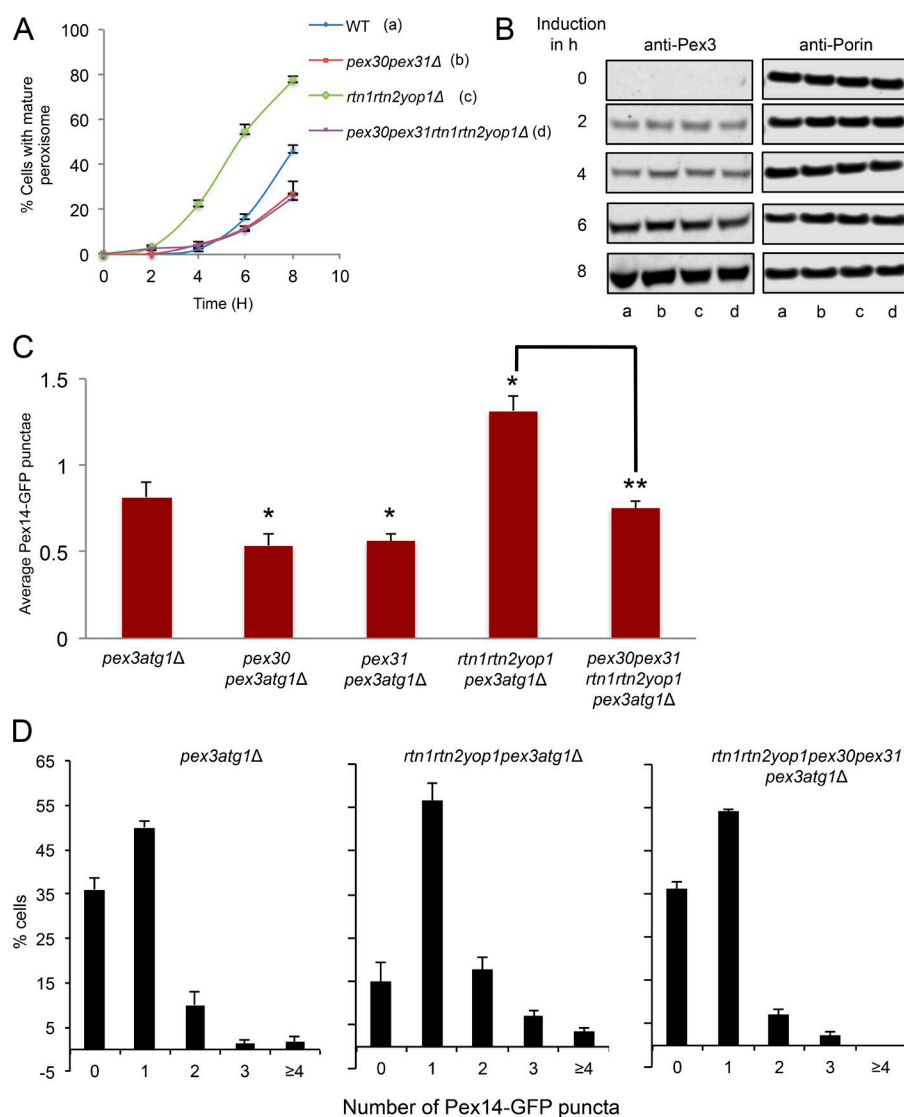 A
100
80
60
40
20
0
0 2 4 6 8 10
% Cells with mature
peroxisome
Time (H)
WT (a)
pex30pex31Δ (b)
rtn1rtn2yop1Δ (c)
pex30pex31rtn1rtn2yop1Δ (d)
B
Induction
in h
anti-Pex3 anti-Porin
0
2
4
6
8
a b c d a b c d
C
1.5
1
0.5
0
Average Pex14-GFP punctae
* * * **
pex3atg1Δ
pex30
pex3atg1Δ
pex31
pex3atg1Δ
rtn1rtn2yop1
pex3atg1Δ
pex30pex31
rtn1rtn2yop1
pex3atg1Δ
D
65
55
45
35
25
15
5
-5
% cells
pex3atg1Δ
0 1 2 3 ≥4
rtn1rtn2yop1pex3atg1Δ
0 1 2 3 ≥4
rtn1rtn2yop1pex30pex31
pex3atg1Δ
0 1 2 3 ≥4
Number of Pex14-GFP puncta